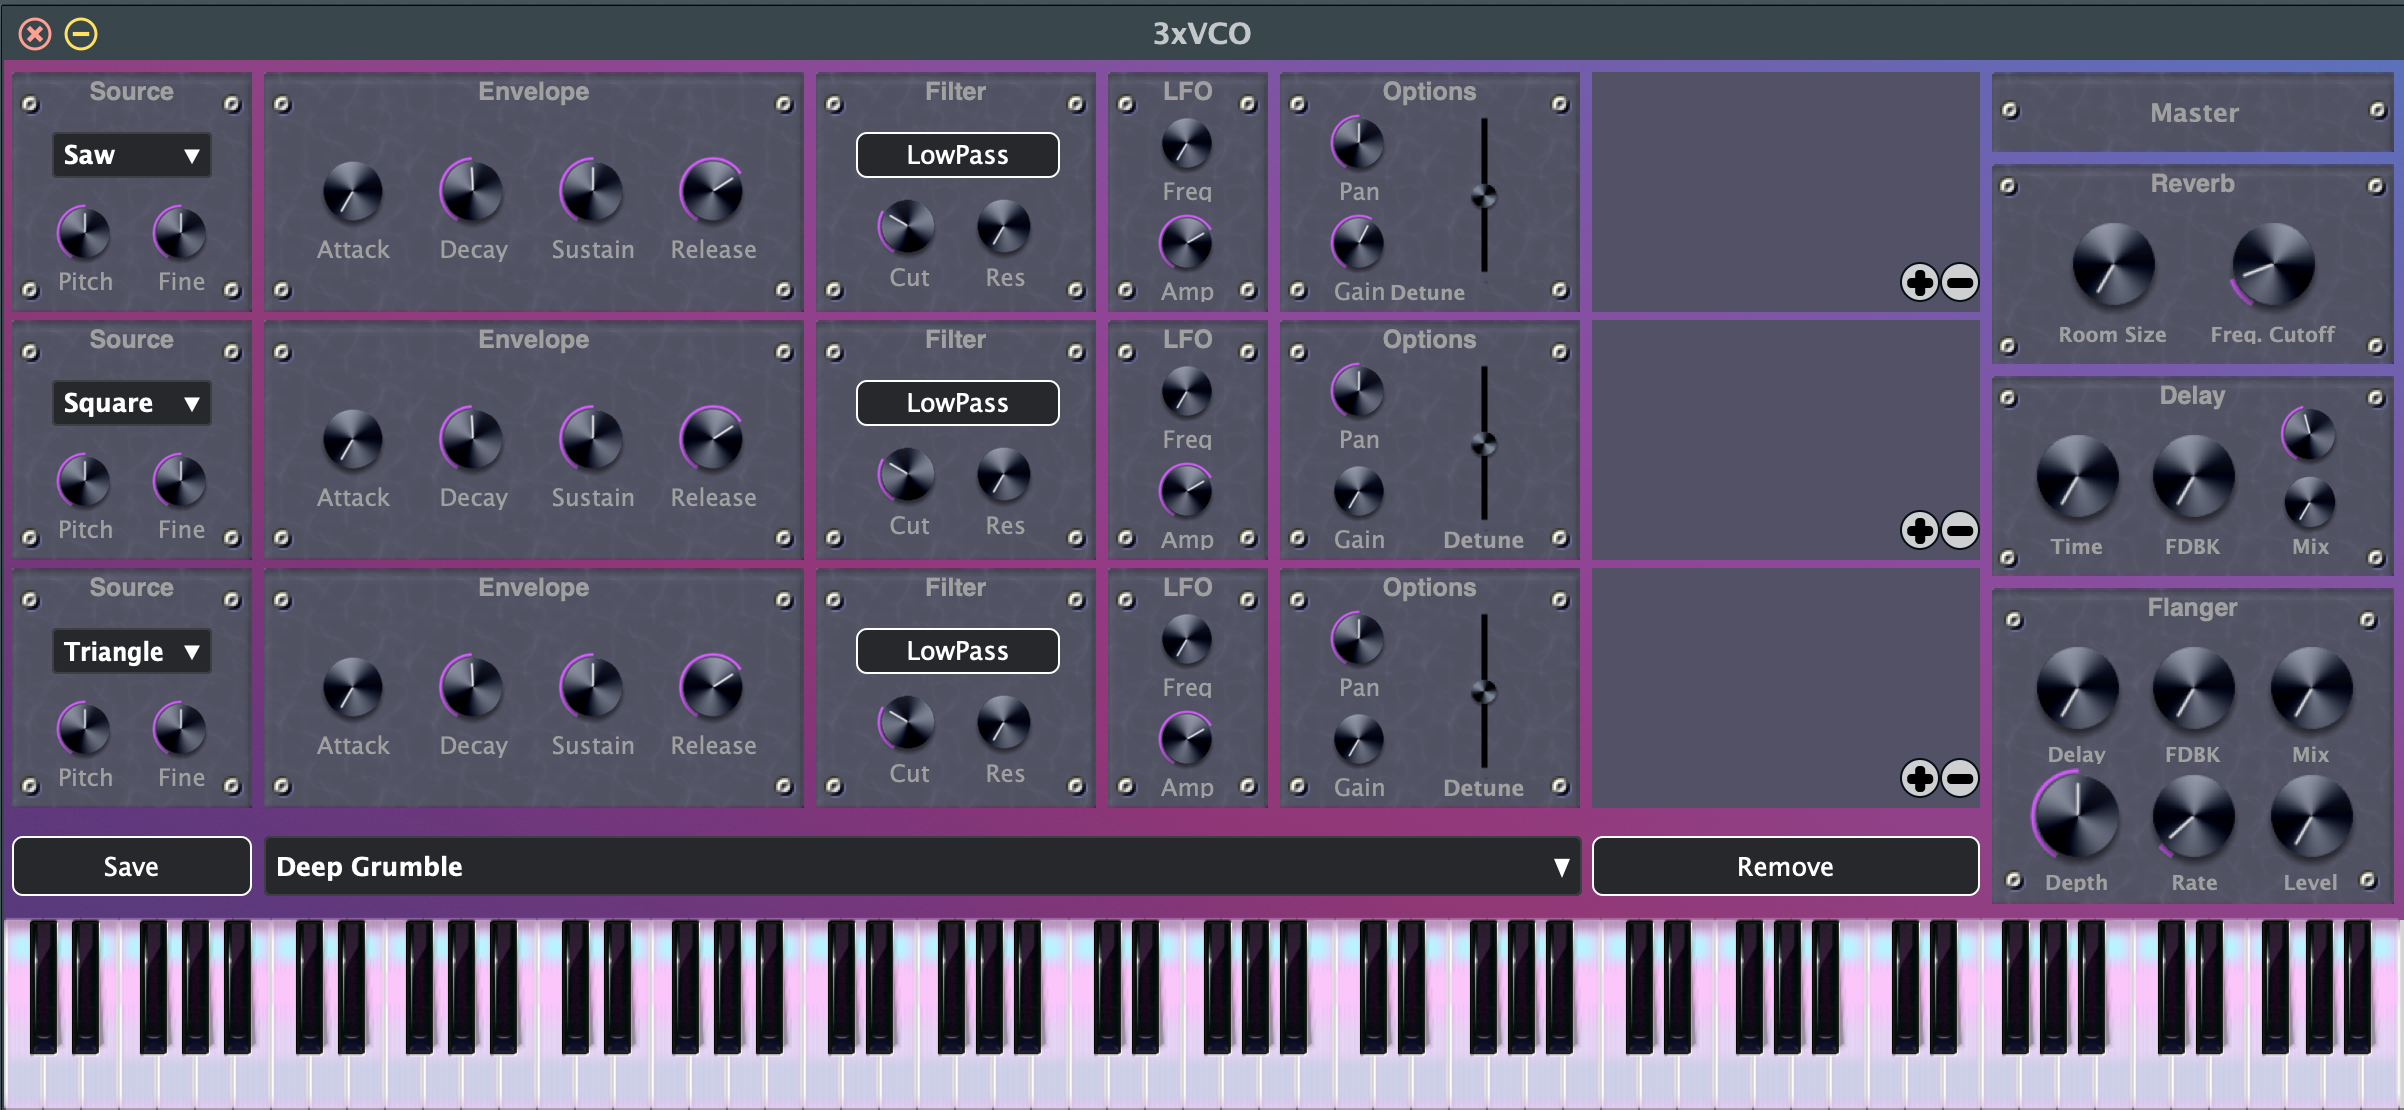 3xVCO
Source
Envelope
Filter
LFO
Options
Master
Saw
LowPass
Pitch
Fine
Attack
Decay
Sustain
Release
Cut
Res
Freq
Amp
Pan
Gain
Detune
Reverb
Room Size
Freq. Cutoff
Source
Envelope
Filter
LFO
Options
Square
LowPass
Pitch
Fine
Attack
Decay
Sustain
Release
Cut
Res
Freq
Amp
Pan
Gain
Detune
Delay
Time
FDBK
Mix
Source
Envelope
Filter
LFO
Options
Triangle
LowPass
Pitch
Fine
Attack
Decay
Sustain
Release
Cut
Res
Freq
Amp
Pan
Gain
Detune
Flanger
Delay
FDBK
Mix
Depth
Rate
Level
Save
Deep Grumble
Remove